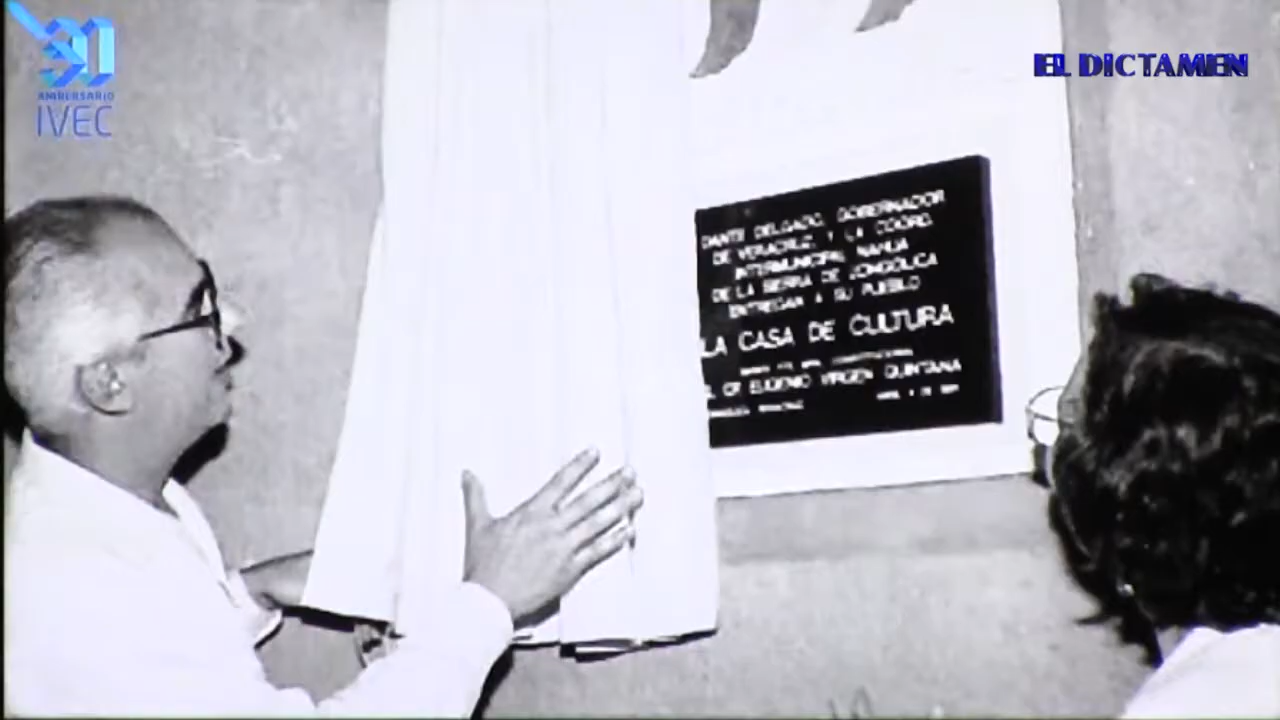 30
ANIVERSARIO
IVEC
EL DICTAMEN
DANTE DELGADO, GOBERNADOR
DE VERACRUZ, Y LA COORD.
INTERMUNICIPAL NAHUA
DE LA SIERRA DE ZONGOLICA
ENTREGAN A SU PUEBLO
LA CASA DE CULTURA
EUGENIO VIRGEN QUINTANA